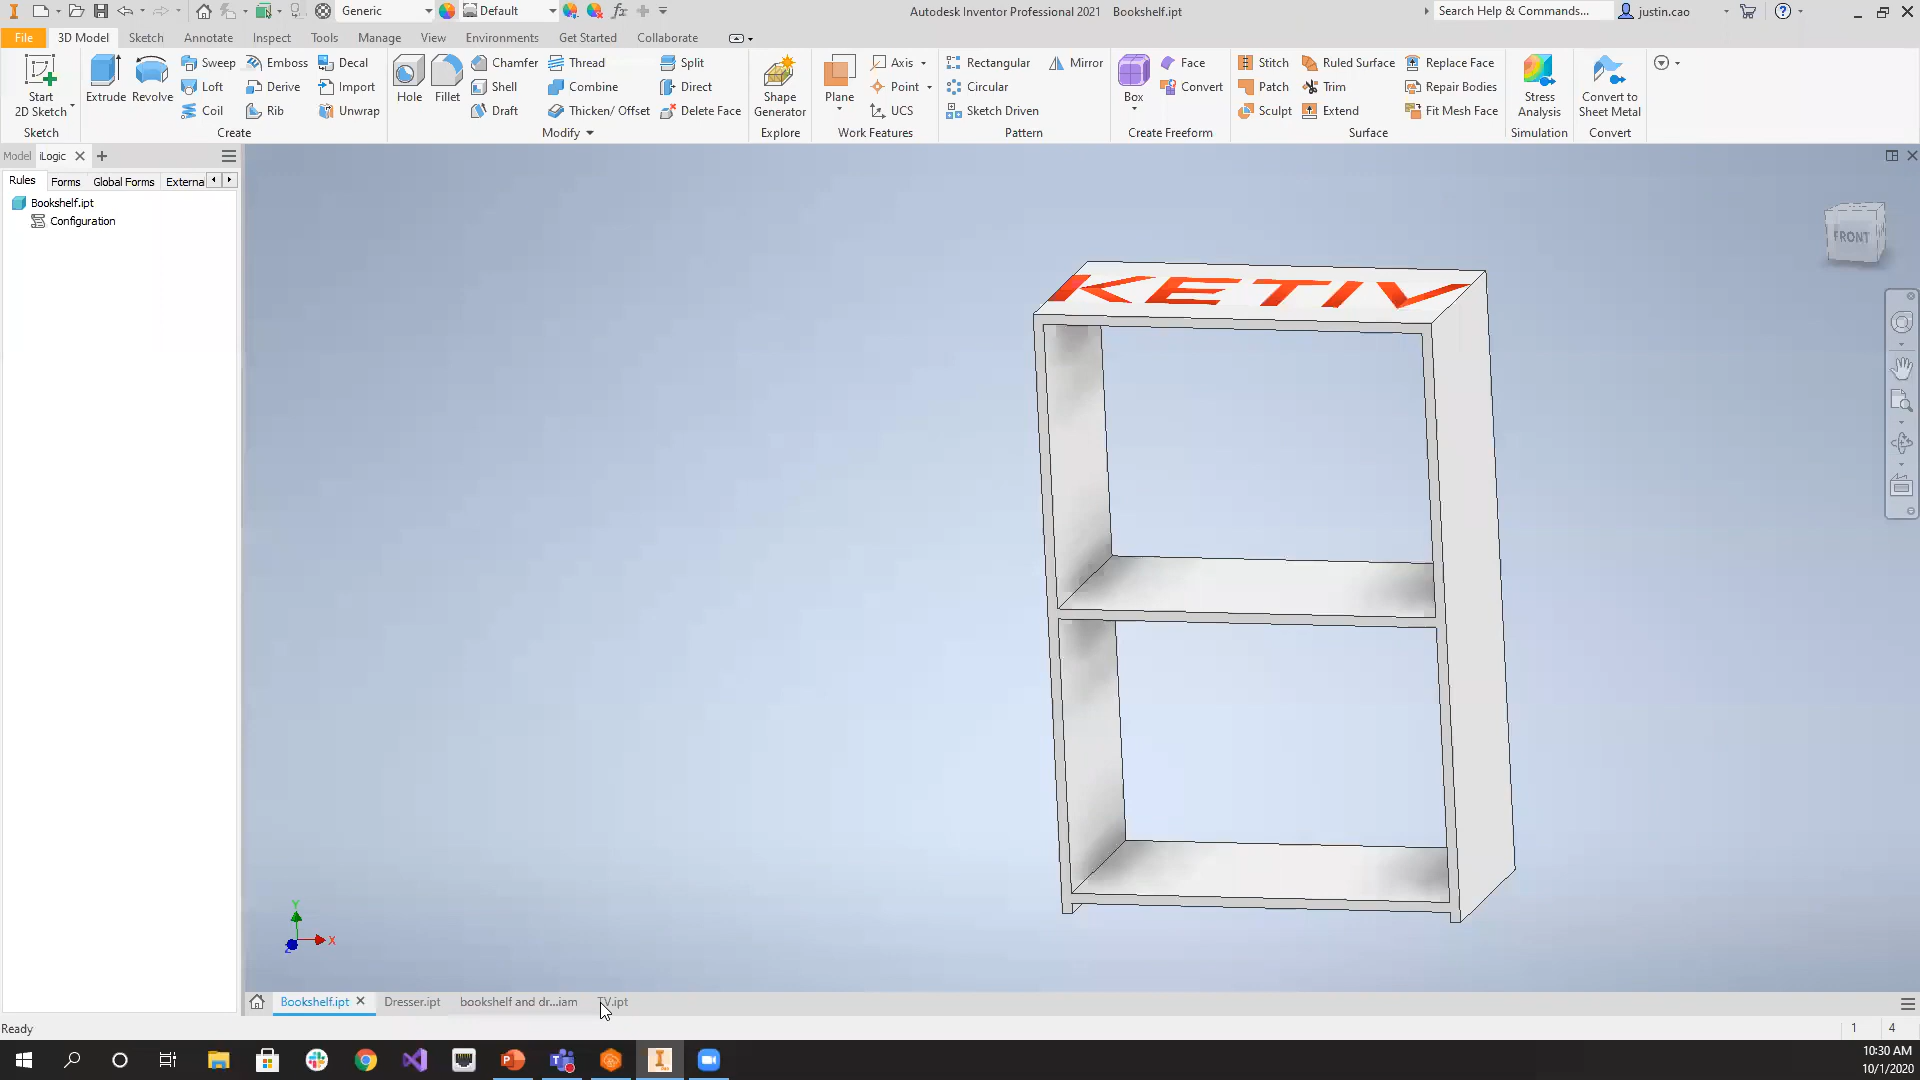 Generic
Default
Autodesk Inventor Professional 2021 Bookshelf.ipt
Search Help & Commands...
justin.cao
File 3D Model Sketch Annotate Inspect Tools Manage View Environments Get Started Collaborate
Start
2D Sketch
Sketch
Extrude
Revolve
Sweep
Emboss
Decal
Loft
Derive
Import
Coil
Rib
Unwrap
Create
Hole
Fillet
Chamfer
Thread
Split
Shell
Combine
Direct
Draft
Thicken/ Offset
Delete Face
Modify
Shape
Generator
Explore
Plane
Axis
Point
UCS
Work Features
Rectangular
Mirror
Circular
Sketch Driven
Pattern
Box
Face
Convert
Create Freeform
Stitch
Ruled Surface
Replace Face
Patch
Trim
Repair Bodies
Sculpt
Extend
Fit Mesh Face
Surface
Stress
Analysis
Simulation
Convert to
Sheet Metal
Convert
Model iLogic
Rules Forms Global Forms Externa
Bookshelf.ipt
Configuration
FRONT
KETIV
Y
X
Z
Bookshelf.ipt Dresser.ipt bookshelf and dr...iam TV.ipt
Ready
1 4
10:30 AM
10/1/2020